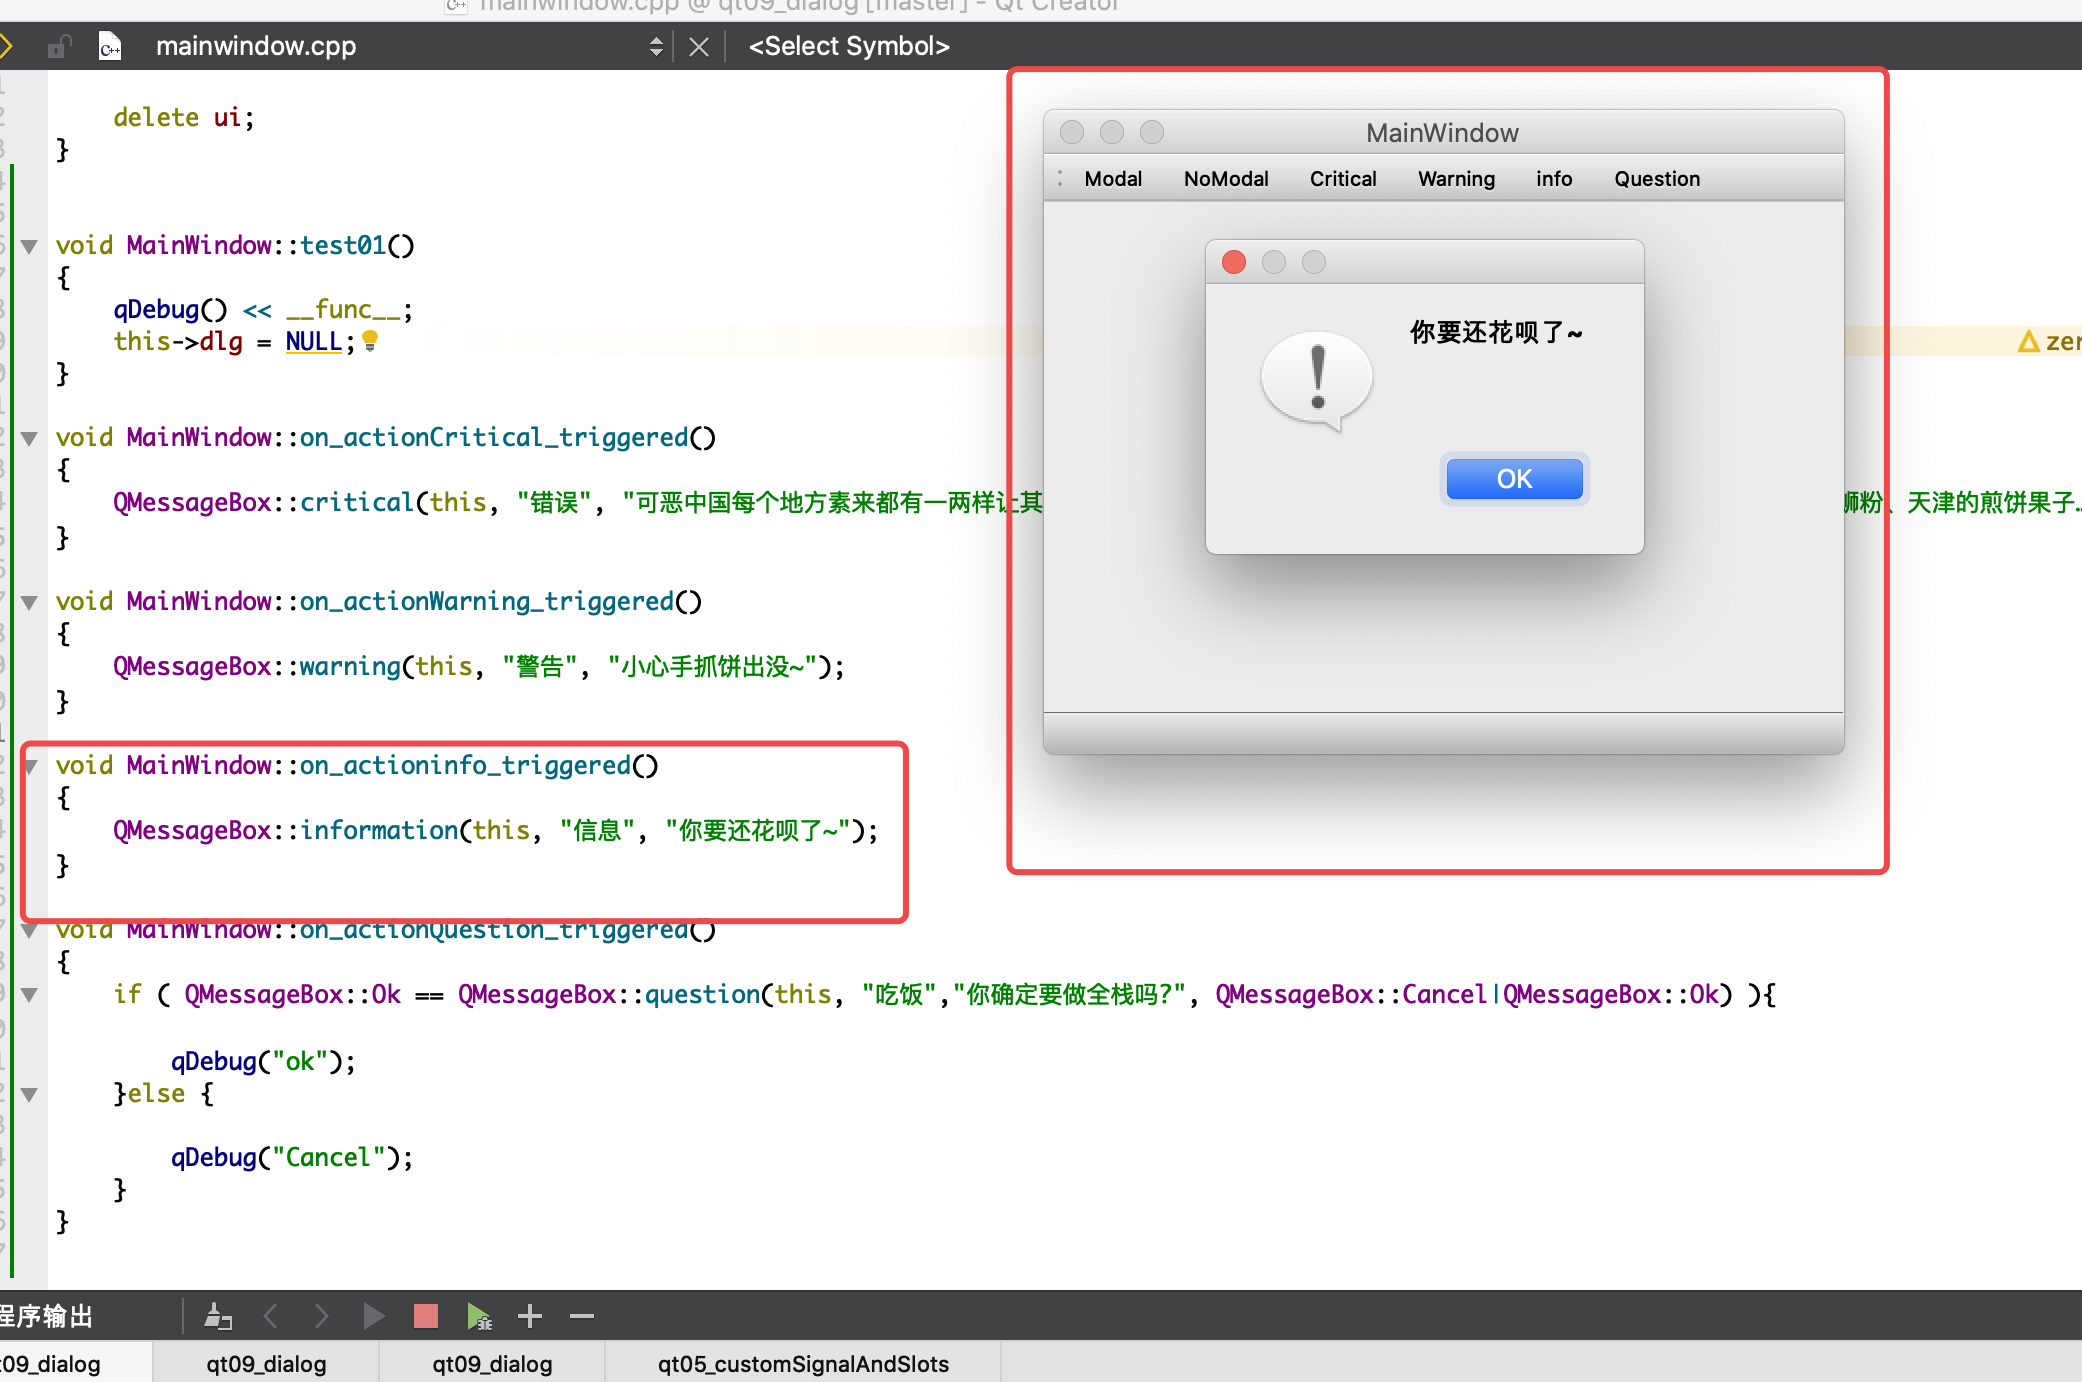 mainwindow.cpp @ qt09_dialog [master] - Qt Creator
mainwindow.cpp
<Select Symbol>
delete ui;
}
void MainWindow::test01()
{
qDebug() << __func__;
this->dlg = NULL;
zer
}
void MainWindow::on_actionCritical_triggered()
{
QMessageBox::critical(this, "错误", "可恶中国每个地方素来都有一两样让其
狮粉、天津的煎饼果子..
}
void MainWindow::on_actionWarning_triggered()
{
QMessageBox::warning(this, "警告", "小心手抓饼出没~");
}
void MainWindow::on_actioninfo_triggered()
{
QMessageBox::information(this, "信息", "你要还花呗了~");
}
void MainWindow::on_actionQuestion_triggered()
{
if ( QMessageBox::Ok == QMessageBox::question(this, "吃饭","你确定要做全栈吗?", QMessageBox::Cancel|QMessageBox::Ok) ){
qDebug("ok");
}else {
qDebug("Cancel");
}
}
MainWindow
Modal NoModal Critical Warning info Question
你要还花呗了~
OK
程序输出
t09_dialog qt09_dialog qt09_dialog qt05_customSignalAndSlots